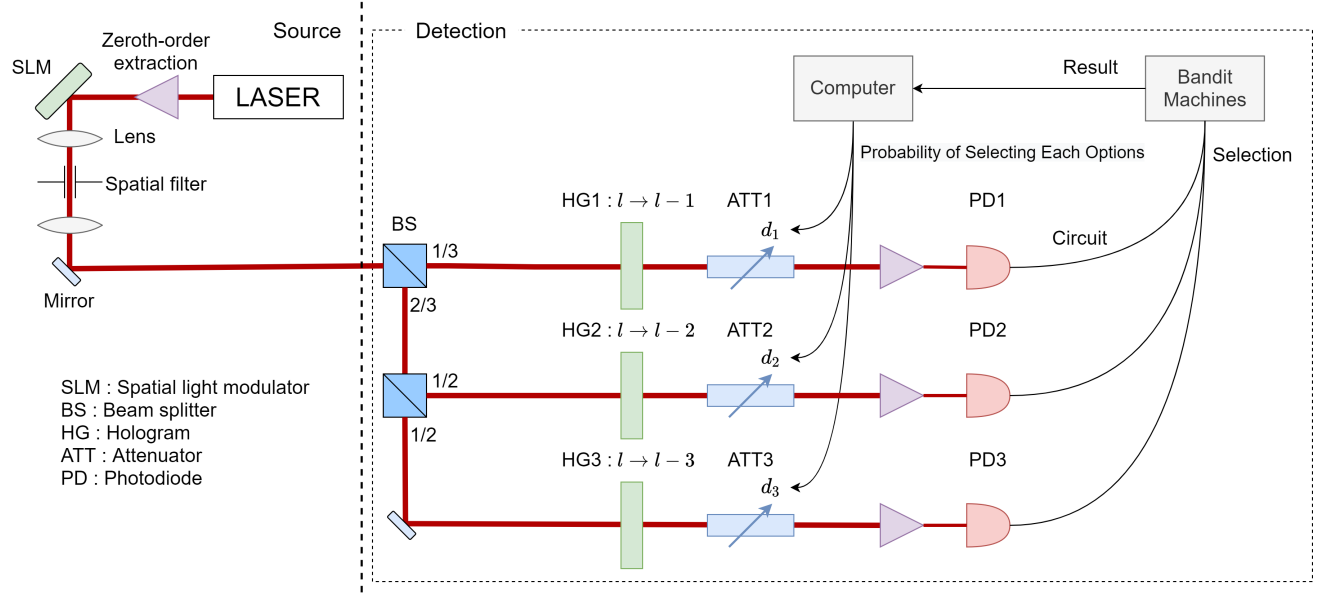 Source
Detection
Zeroth-order
extraction
SLM
LASER
Lens
Spatial filter
Mirror
Computer
Result
Bandit
Machines
Probability of Selecting Each Options
Selection
BS
1/3
2/3
HG1 : l → l − 1
ATT1
d₁
PD1
Circuit
1/2
1/2
HG2 : l → l − 2
ATT2
d₂
PD2
HG3 : l → l − 3
ATT3
d₃
PD3
SLM : Spatial light modulator
BS : Beam splitter
HG : Hologram
ATT : Attenuator
PD : Photodiode